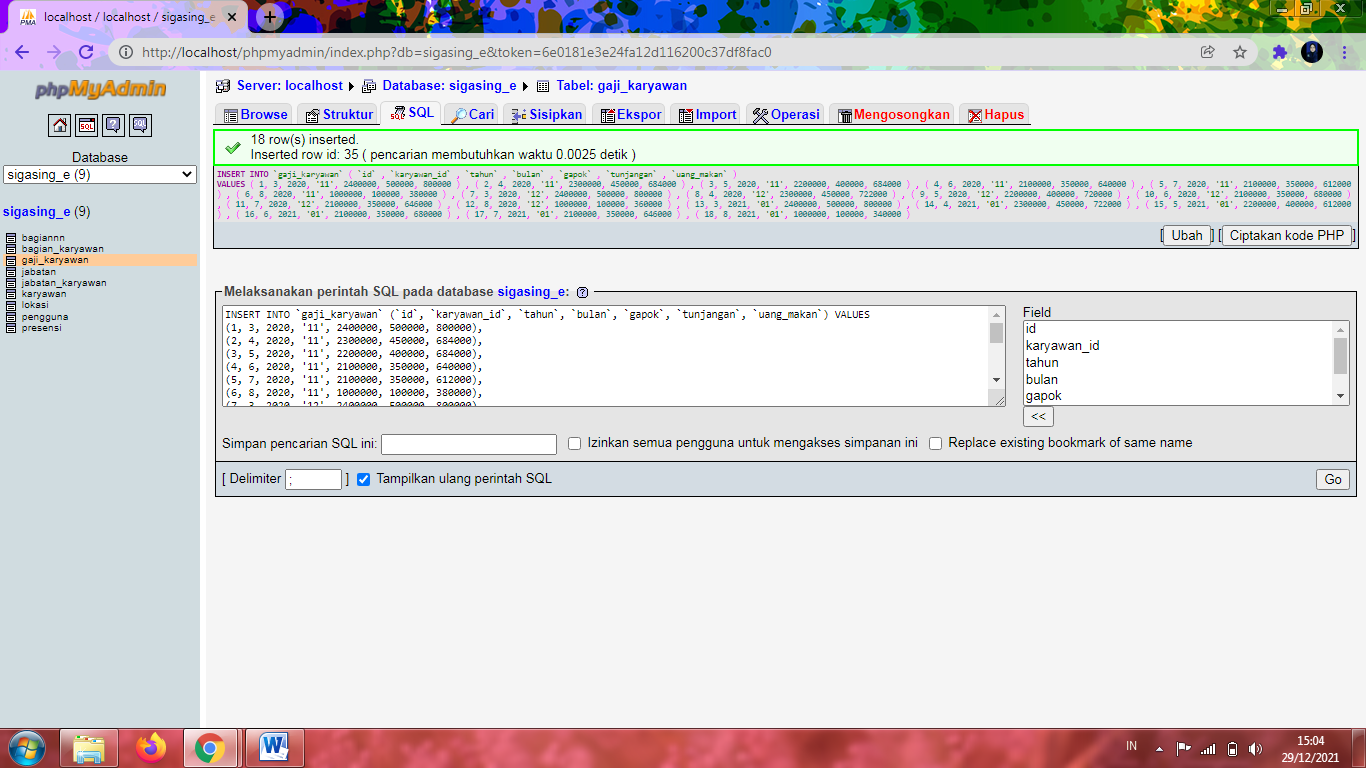 localhost / localhost / sigasing_e
http://localhost/phpmyadmin/index.php?db=sigasing_e&token=6e0181e3e24fa12d116200c37df8fac0
phpMyAdmin
Database
sigasing_e (9)
sigasing_e (9)
bagiannn
bagian_karyawan
gaji_karyawan
jabatan
jabatan_karyawan
karyawan
lokasi
pengguna
presensi
Server: localhost Database: sigasing_e Tabel: gaji_karyawan
Browse Struktur SQL Cari Sisipkan Ekspor Import Operasi Mengosongkan Hapus
18 row(s) inserted.
Inserted row id: 35 ( pencarian membutuhkan waktu 0.0025 detik )
INSERT INTO `gaji_karyawan` ( `id` , `karyawan_id` , `tahun` , `bulan` , `gapok` , `tunjangan` , `uang_makan` )
VALUES ( 1, 3, 2020, '11', 2400000, 500000, 800000 ) , ( 2, 4, 2020, '11', 2300000, 450000, 684000 ) , ( 3, 5, 2020, '11', 2200000, 400000, 684000 ) , ( 4, 6, 2020, '11', 2100000, 350000, 640000 ) , ( 5, 7, 2020, '11', 2100000, 350000, 612000
) , ( 6, 8, 2020, '11', 1000000, 100000, 380000 ) , ( 7, 3, 2020, '12', 2400000, 500000, 800000 ) , ( 8, 4, 2020, '12', 2300000, 450000, 722000 ) , ( 9, 5, 2020, '12', 2200000, 400000, 720000 ) , ( 10, 6, 2020, '12', 2100000, 350000, 680000 )
, ( 11, 7, 2020, '12', 2100000, 350000, 646000 ) , ( 12, 8, 2020, '12', 1000000, 100000, 360000 ) , ( 13, 3, 2021, '01', 2400000, 500000, 800000 ) , ( 14, 4, 2021, '01', 2300000, 450000, 722000 ) , ( 15, 5, 2021, '01', 2200000, 400000, 612000
) , ( 16, 6, 2021, '01', 2100000, 350000, 680000 ) , ( 17, 7, 2021, '01', 2100000, 350000, 646000 ) , ( 18, 8, 2021, '01', 1000000, 100000, 340000 )
[ Ubah ] [ Ciptakan kode PHP ]
Melaksanakan perintah SQL pada database sigasing_e:
INSERT INTO `gaji_karyawan` (`id`, `karyawan_id`, `tahun`, `bulan`, `gapok`, `tunjangan`, `uang_makan`) VALUES
(1, 3, 2020, '11', 2400000, 500000, 800000),
(2, 4, 2020, '11', 2300000, 450000, 684000),
(3, 5, 2020, '11', 2200000, 400000, 684000),
(4, 6, 2020, '11', 2100000, 350000, 640000),
(5, 7, 2020, '11', 2100000, 350000, 612000),
(6, 8, 2020, '11', 1000000, 100000, 380000),
(7, 3, 2020, '12', 2400000, 500000, 800000),
Field
id
karyawan_id
tahun
bulan
gapok
<<
Simpan pencarian SQL ini: Izinkan semua pengguna untuk mengakses simpanan ini Replace existing bookmark of same name
[ Delimiter ; ] Tampilkan ulang perintah SQL Go
IN
15:04
29/12/2021